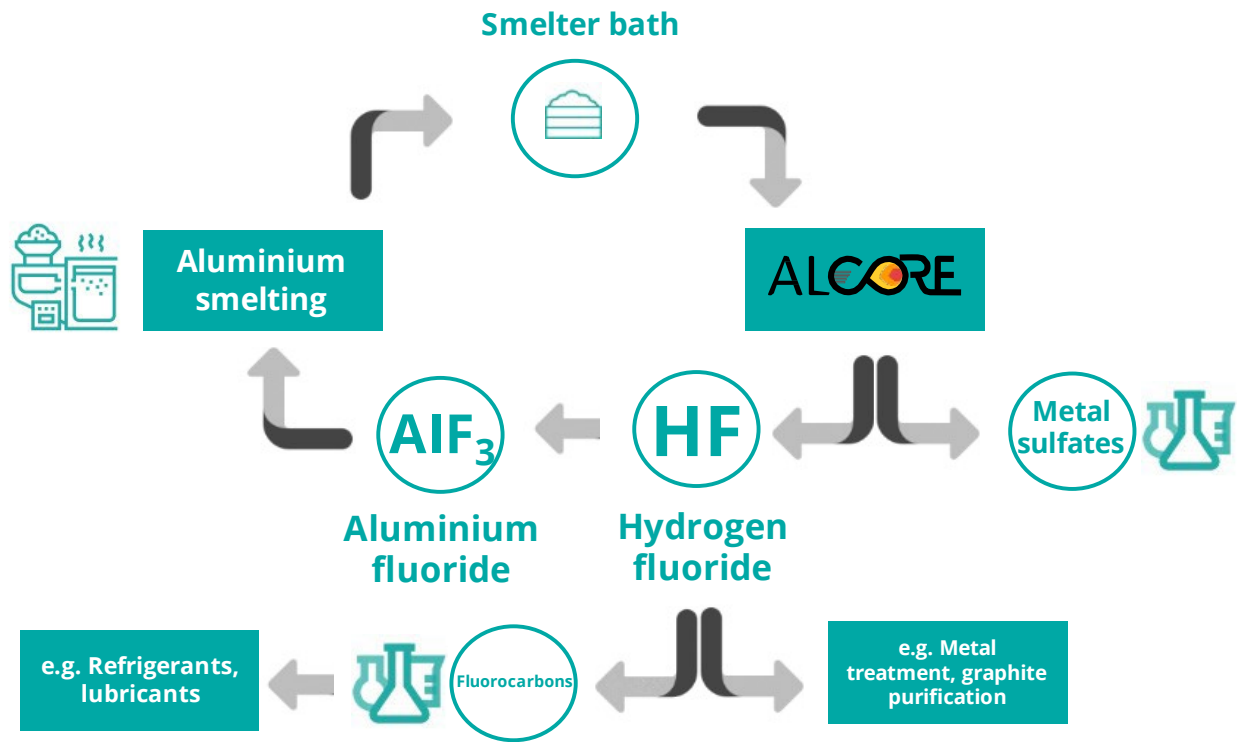 Smelter bath
Aluminium
smelting
ALCORE
AlF3
HF
Metal
sulfates
Aluminium
fluoride
Hydrogen
fluoride
e.g. Refrigerants,
lubricants
Fluorocarbons
e.g. Metal
treatment, graphite
purification